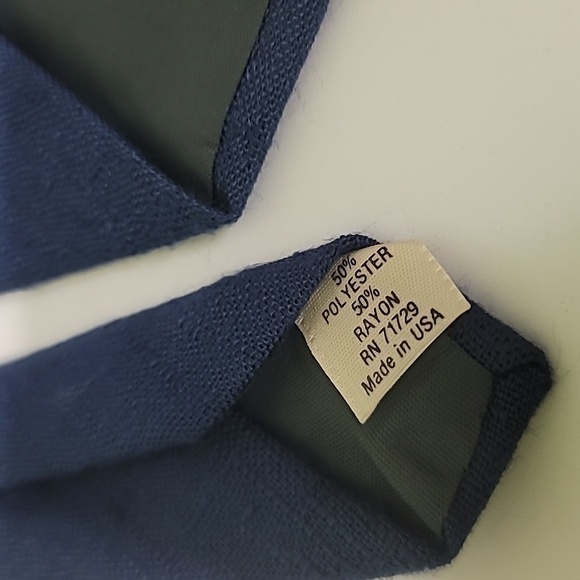 50%
POLYESTER
50%
RAYON
RN 71729
Made in USA